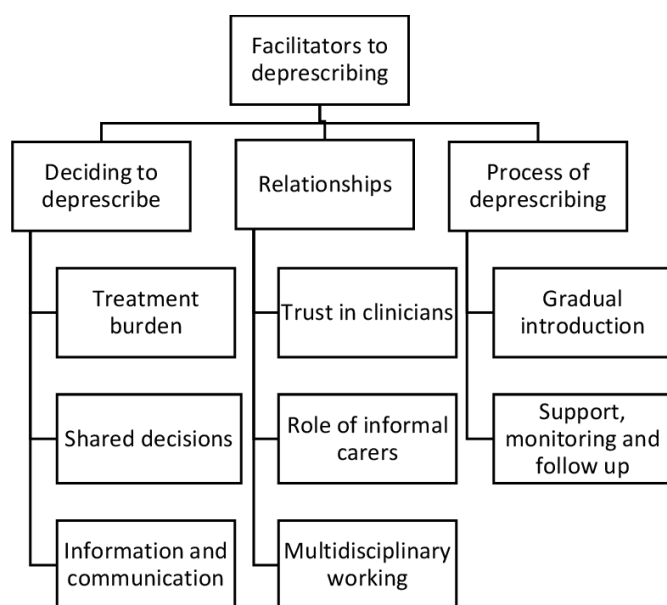 Facilitators to
deprescribing
Deciding to
deprescribe
Relationships
Process of
deprescribing
Treatment
burden
Trust in clinicians
Gradual
introduction
Shared decisions
Role of informal
carers
Support,
monitoring and
follow up
Information and
communication
Multidisciplinary
working